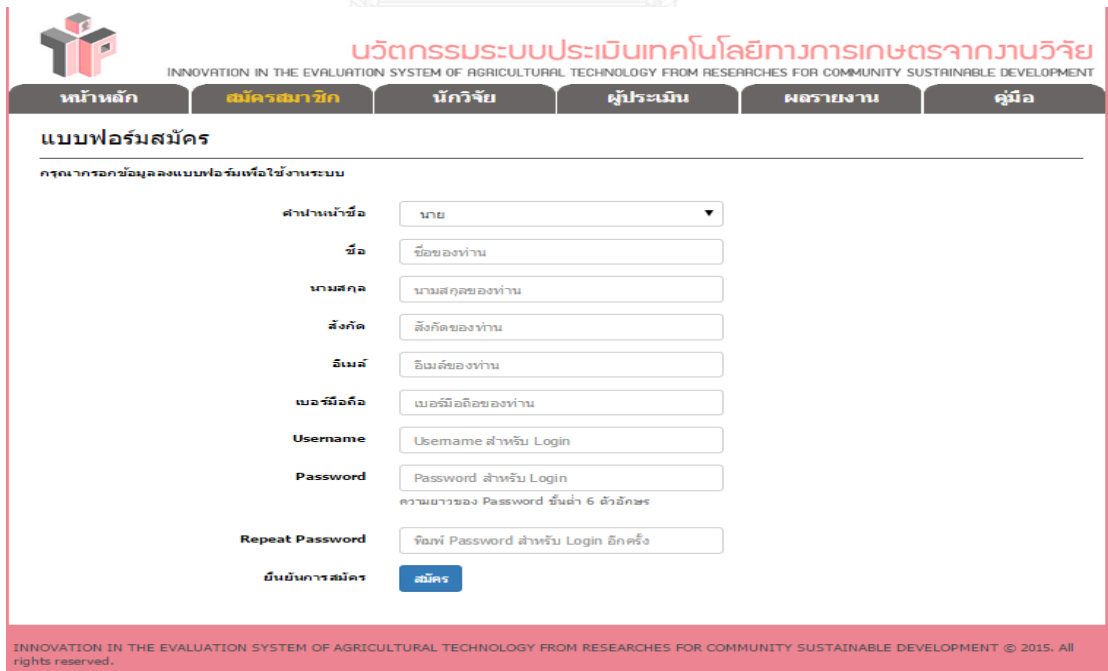 TIP
นวัตกรรมระบบประเมินเทคโนโลยีทางการเกษตรจากงานวิจัย
INNOVATION IN THE EVALUATION SYSTEM OF AGRICULTURAL TECHNOLOGY FROM RESEARCHES FOR COMMUNITY SUSTAINABLE DEVELOPMENT
หน้าหลัก สมัครสมาชิก นักวิจัย ผู้ประเมิน ผลรายงาน คู่มือ
แบบฟอร์มสมัคร
กรุณากรอกข้อมูลลงแบบฟอร์มเพื่อใช้งานระบบ
คำนำหน้าชื่อ นาย
ชื่อ ชื่อของท่าน
นามสกุล นามสกุลของท่าน
สังกัด สังกัดของท่าน
อีเมล์ อีเมล์ของท่าน
เบอร์มือถือ เบอร์มือถือของท่าน
Username Username สำหรับ Login
Password Password สำหรับ Login
ความยาวของ Password ขั้นต่ำ 6 ตัวอักษร
Repeat Password พิมพ์ Password สำหรับ Login อีกครั้ง
ยืนยันการสมัคร สมัคร
INNOVATION IN THE EVALUATION SYSTEM OF AGRICULTURAL TECHNOLOGY FROM RESEARCHES FOR COMMUNITY SUSTAINABLE DEVELOPMENT © 2015. All
rights reserved.